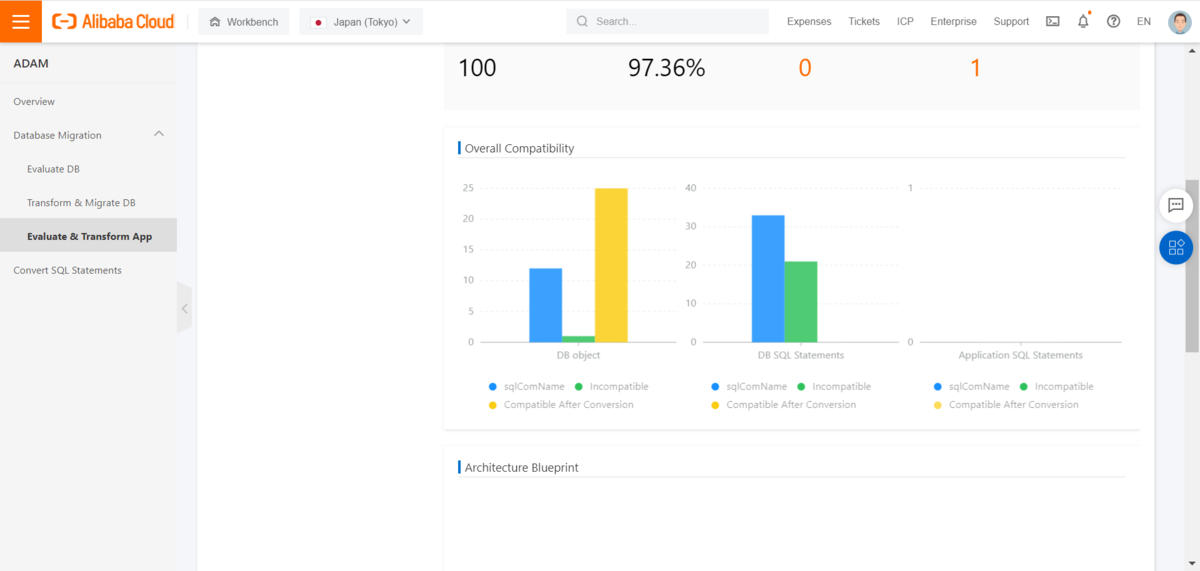 Alibaba Cloud Workbench Japan (Tokyo) Search... Expenses Tickets ICP Enterprise Support EN
ADAM
Overview
Database Migration
Evaluate DB
Transform & Migrate DB
Evaluate & Transform App
Convert SQL Statements
100 97.36% 0 1
Overall Compatibility
25
20
15
10
5
0
DB object
sqlComName Incompatible
Compatible After Conversion
40
30
20
10
0
DB SQL Statements
sqlComName Incompatible
Compatible After Conversion
1
0
Application SQL Statements
sqlComName Incompatible
Compatible After Conversion
Architecture Blueprint